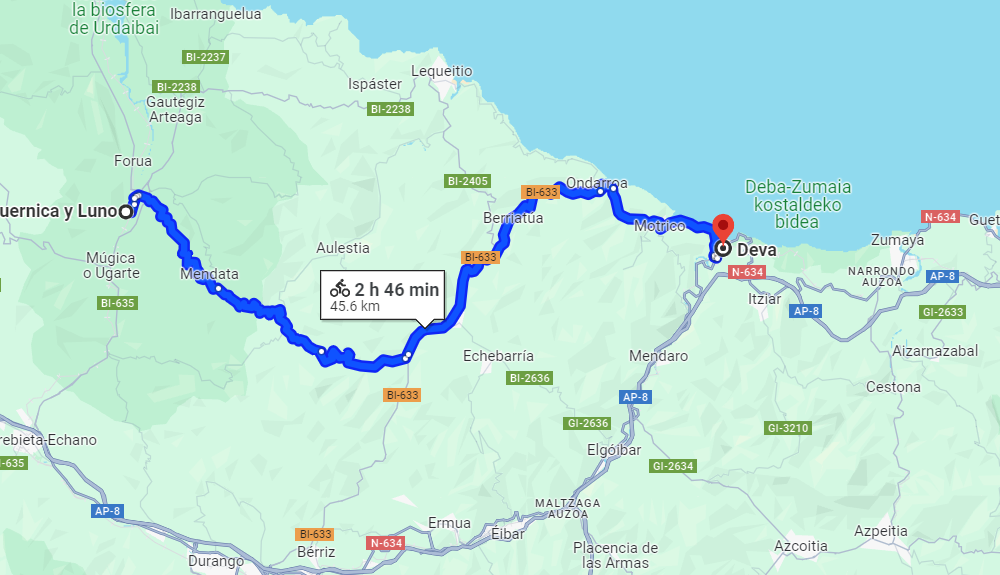 la biosfera
de Urdaibai
Ibarranguelua
BI-2237
Lequeitio
Ispáster
BI-2238
BI-2238
Gautegiz
Arteaga
Forua
BI-2405
BI-633
Ondarroa
Deba-Zumaia
kostaldeko
bidea
uernica y Luno
Berriatua
Motrico
N-634
Guet
Aulestia
Deva
Zumaya
Múgica
o Ugarte
Mendata
BI-633
N-634
NARRONDO
AUZOA
AP-8
2 h 46 min
45.6 km
BI-635
Itziar
AP-8
GI-2633
Echebarría
Mendaro
Aizarnazabal
BI-2636
Cestona
BI-633
AP-8
GI-2636
GI-3210
rebieta-Echano
-635
Elgóibar
GI-2634
AP-8
MALTZAGA
AUZOA
Ermua
Éibar
BI-633
N-634
Bérriz
Durango
Placencia de
las Armas
Azcoitia
Azpeitia